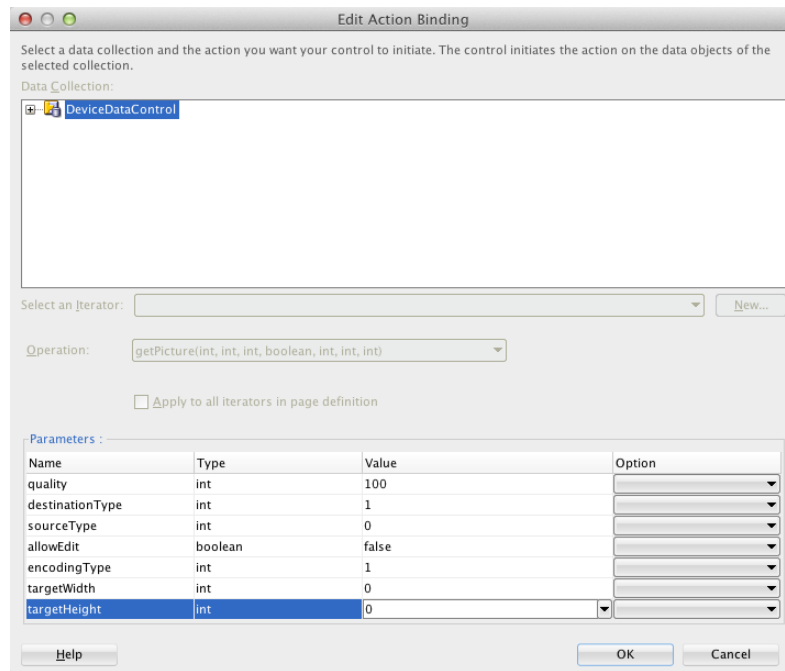 Edit Action Binding
Select a data collection and the action you want your control to initiate. The control initiates the action on the data objects of the
selected collection.
Data Collection:
DeviceDataControl
Select an Iterator: New...
Operation: getPicture(int, int, int, boolean, int, int, int)
Apply to all iterators in page definition
Parameters :
Name Type Value Option
quality int 100
destinationType int 1
sourceType int 0
allowEdit boolean false
encodingType int 1
targetWidth int 0
targetHeight int 0
Help OK Cancel